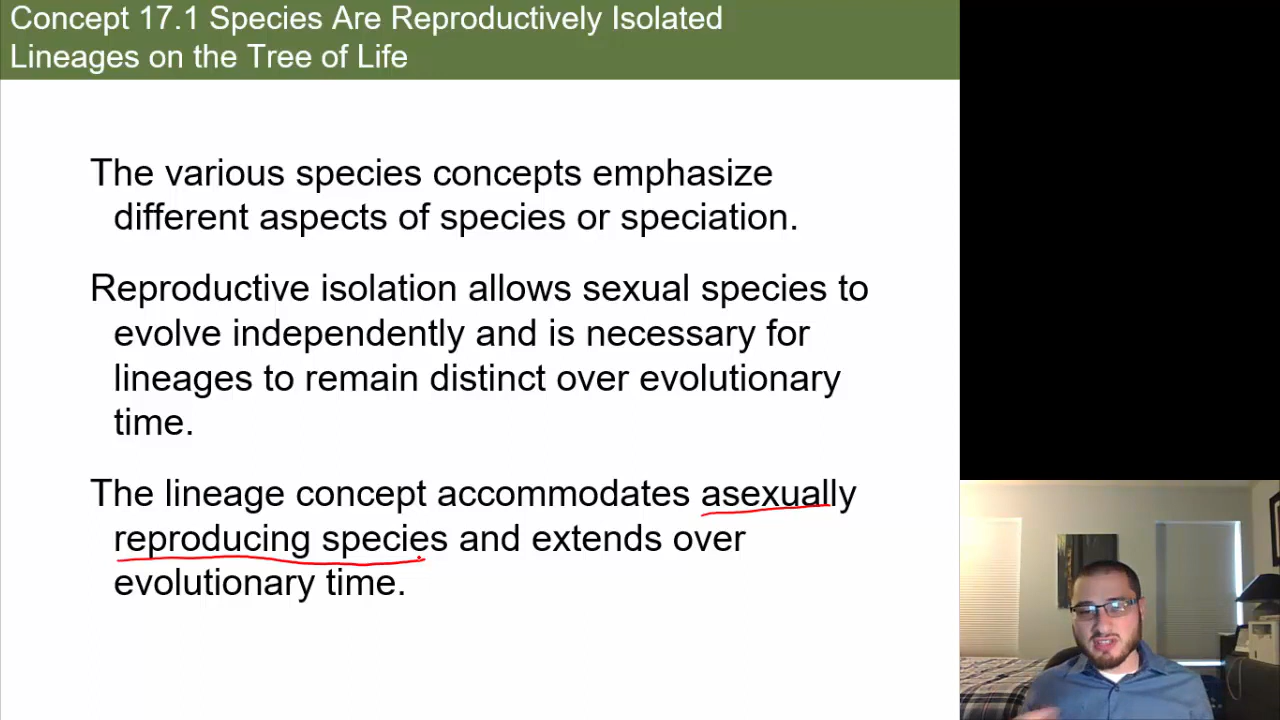 Concept 17.1 Species Are Reproductively Isolated
Lineages on the Tree of Life
The various species concepts emphasize
different aspects of species or speciation.
Reproductive isolation allows sexual species to
evolve independently and is necessary for
lineages to remain distinct over evolutionary
time.
The lineage concept accommodates asexually
reproducing species and extends over
evolutionary time.